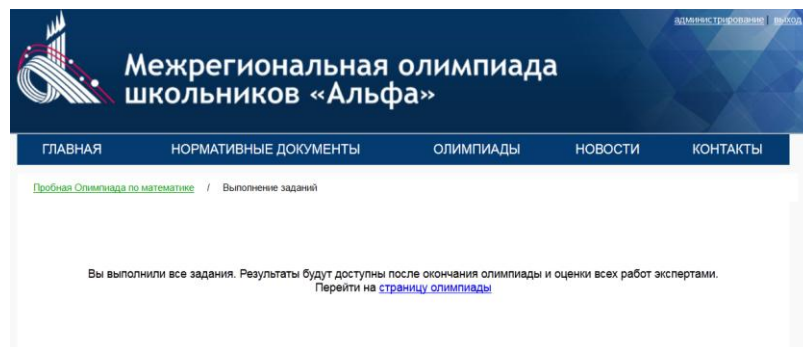 администрирование | выход
Межрегиональная олимпиада
школьников «Альфа»
ГЛАВНАЯ НОРМАТИВНЫЕ ДОКУМЕНТЫ ОЛИМПИАДЫ НОВОСТИ КОНТАКТЫ
Пробная Олимпиада по математике / Выполнение заданий
Вы выполнили все задания. Результаты будут доступны после окончания олимпиады и оценки всех работ экспертами.
Перейти на страницу олимпиады